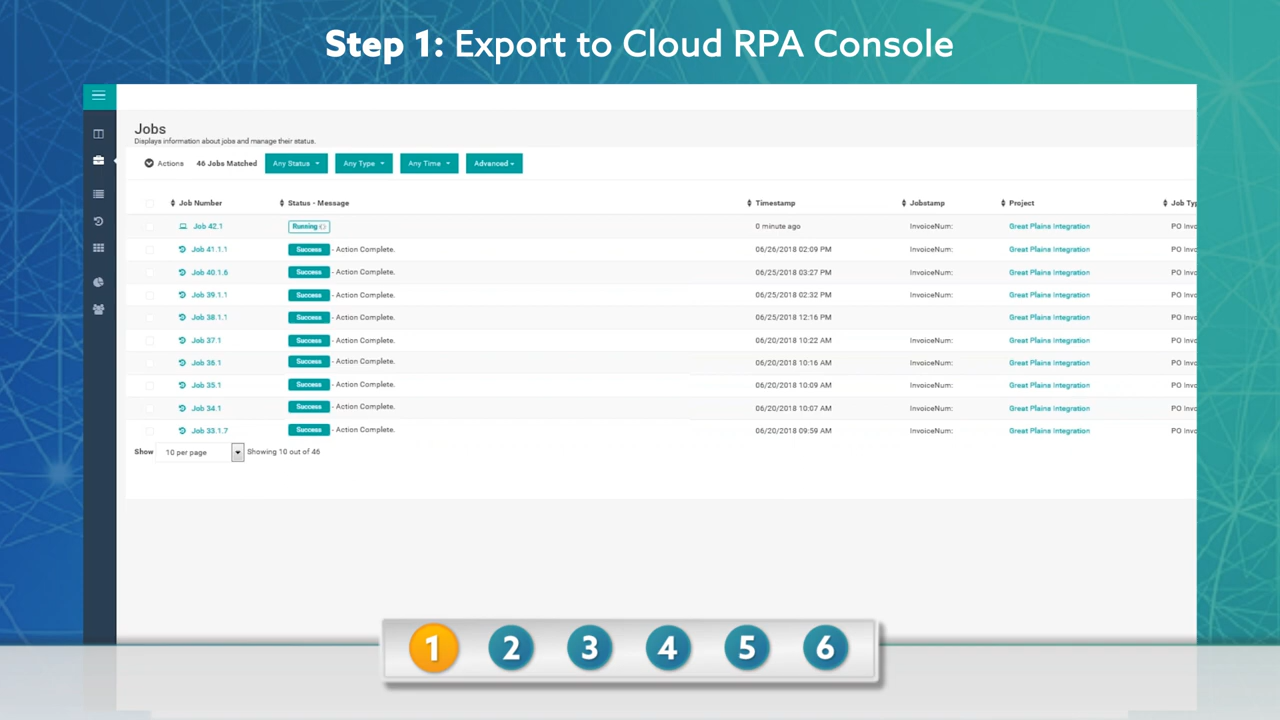 Step 1: Export to Cloud RPA Console
Jobs
Displays information about jobs and manage their status.
Actions 46 Jobs Matched Any Status Any Type Any Time Advanced
Job Number Status - Message Timestamp Jobstamp Project Job Typ
Job 42.1 Running 0 minute ago InvoiceNum: Great Plains Integration PO Invo
Job 41.1.1 Success - Action Complete. 06/26/2018 02:09 PM InvoiceNum: Great Plains Integration PO Invo
Job 40.1.6 Success - Action Complete. 06/25/2018 03:27 PM InvoiceNum: Great Plains Integration PO Invo
Job 39.1.1 Success - Action Complete. 06/25/2018 02:32 PM InvoiceNum: Great Plains Integration PO Invo
Job 38.1.1 Success - Action Complete. 06/25/2018 12:16 PM InvoiceNum: Great Plains Integration PO Invo
Job 37.1 Success - Action Complete. 06/20/2018 10:22 AM InvoiceNum: Great Plains Integration PO Invo
Job 36.1 Success - Action Complete. 06/20/2018 10:16 AM InvoiceNum: Great Plains Integration PO Invo
Job 35.1 Success - Action Complete. 06/20/2018 10:09 AM InvoiceNum: Great Plains Integration PO Invo
Job 34.1 Success - Action Complete. 06/20/2018 10:07 AM InvoiceNum: Great Plains Integration PO Invo
Job 33.1.7 Success - Action Complete. 06/20/2018 09:59 AM InvoiceNum: Great Plains Integration PO Invo
Show 10 per page Showing 10 out of 46
1 2 3 4 5 6